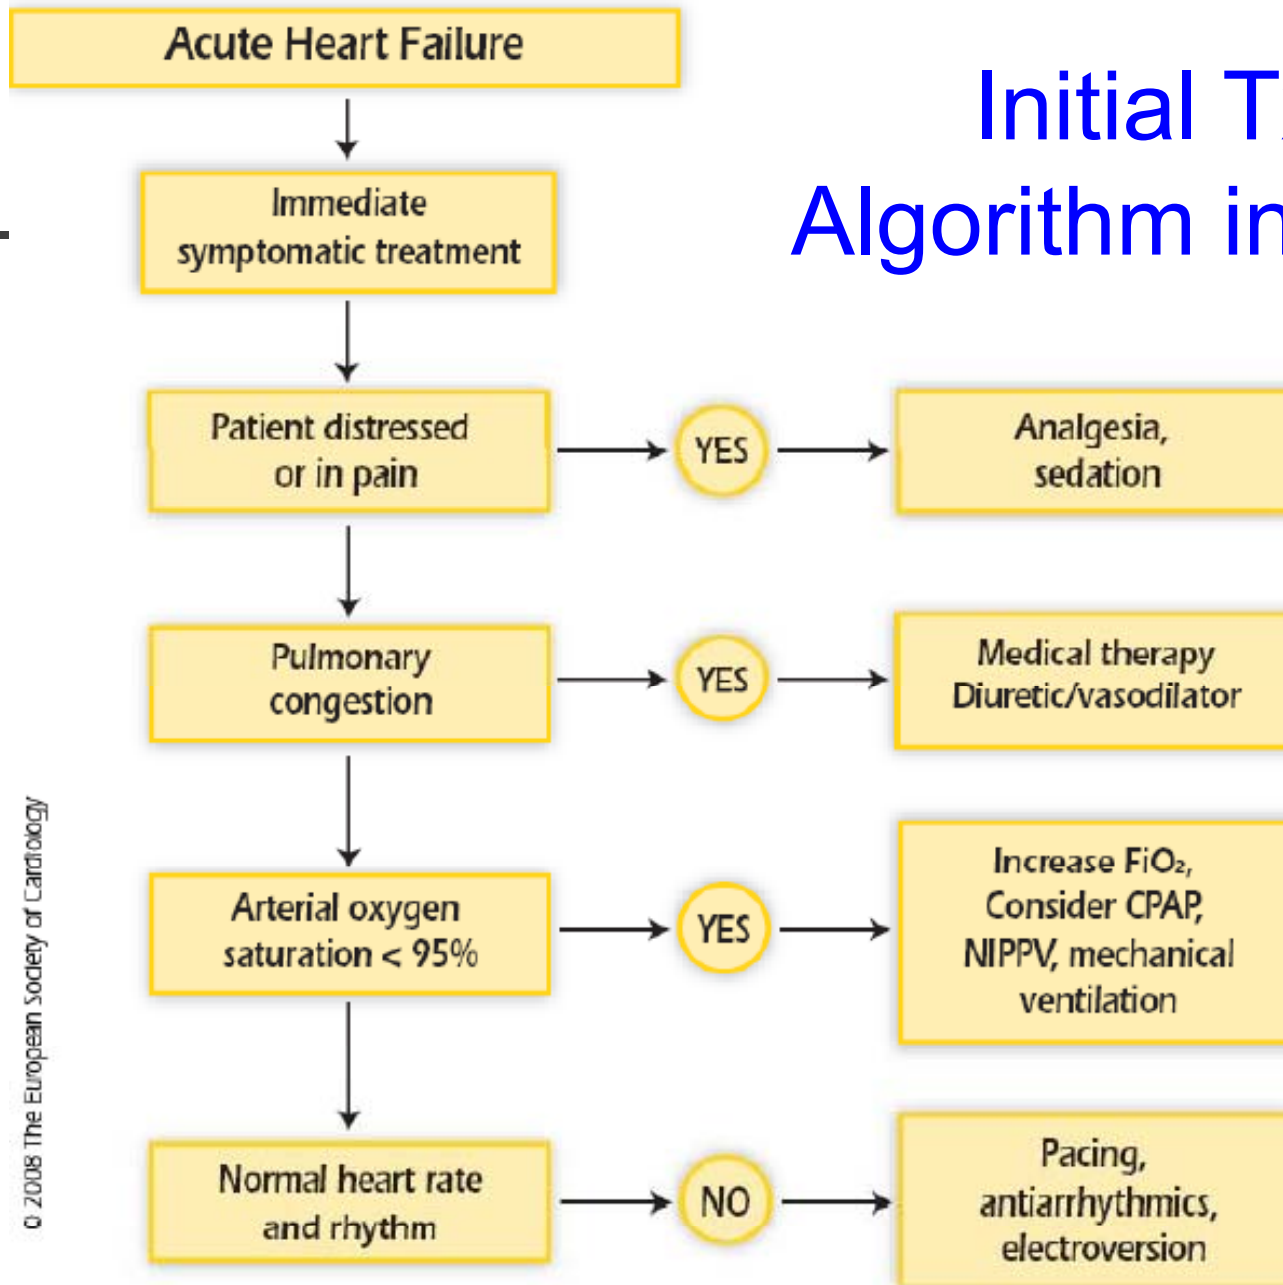 Acute Heart Failure
Initial T
Algorithm in
Immediate
symptomatic treatment
Patient distressed
or in pain
YES
Analgesia,
sedation
Pulmonary
congestion
YES
Medical therapy
Diuretic/vasodilator
Arterial oxygen
saturation < 95%
YES
Increase FiO₂,
Consider CPAP,
NIPPV, mechanical
ventilation
Normal heart rate
and rhythm
NO
Pacing,
antiarrhythmics,
electroversion
© 2008 The European Society of Cardiology